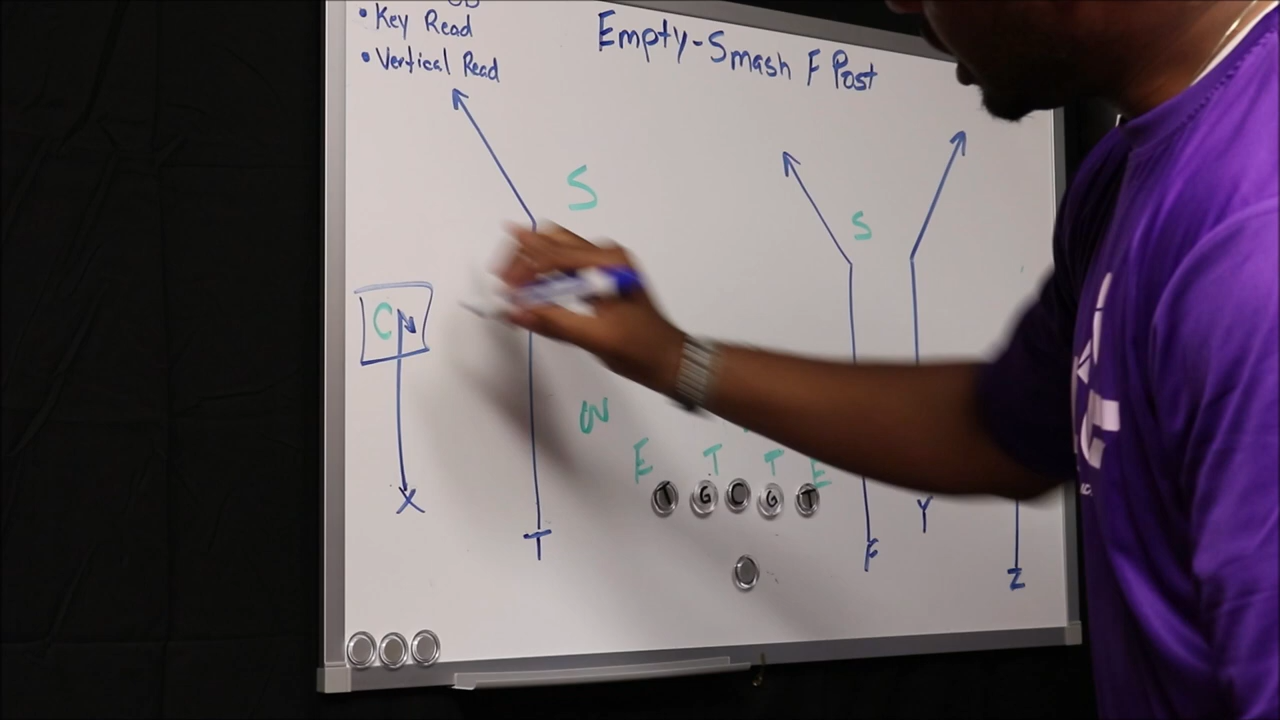 • Key Read
• Vertical Read
Empty-Smash F Post
S
S
C
E
T
T
E
T
G
C
G
T
X
T
F
Y
Z